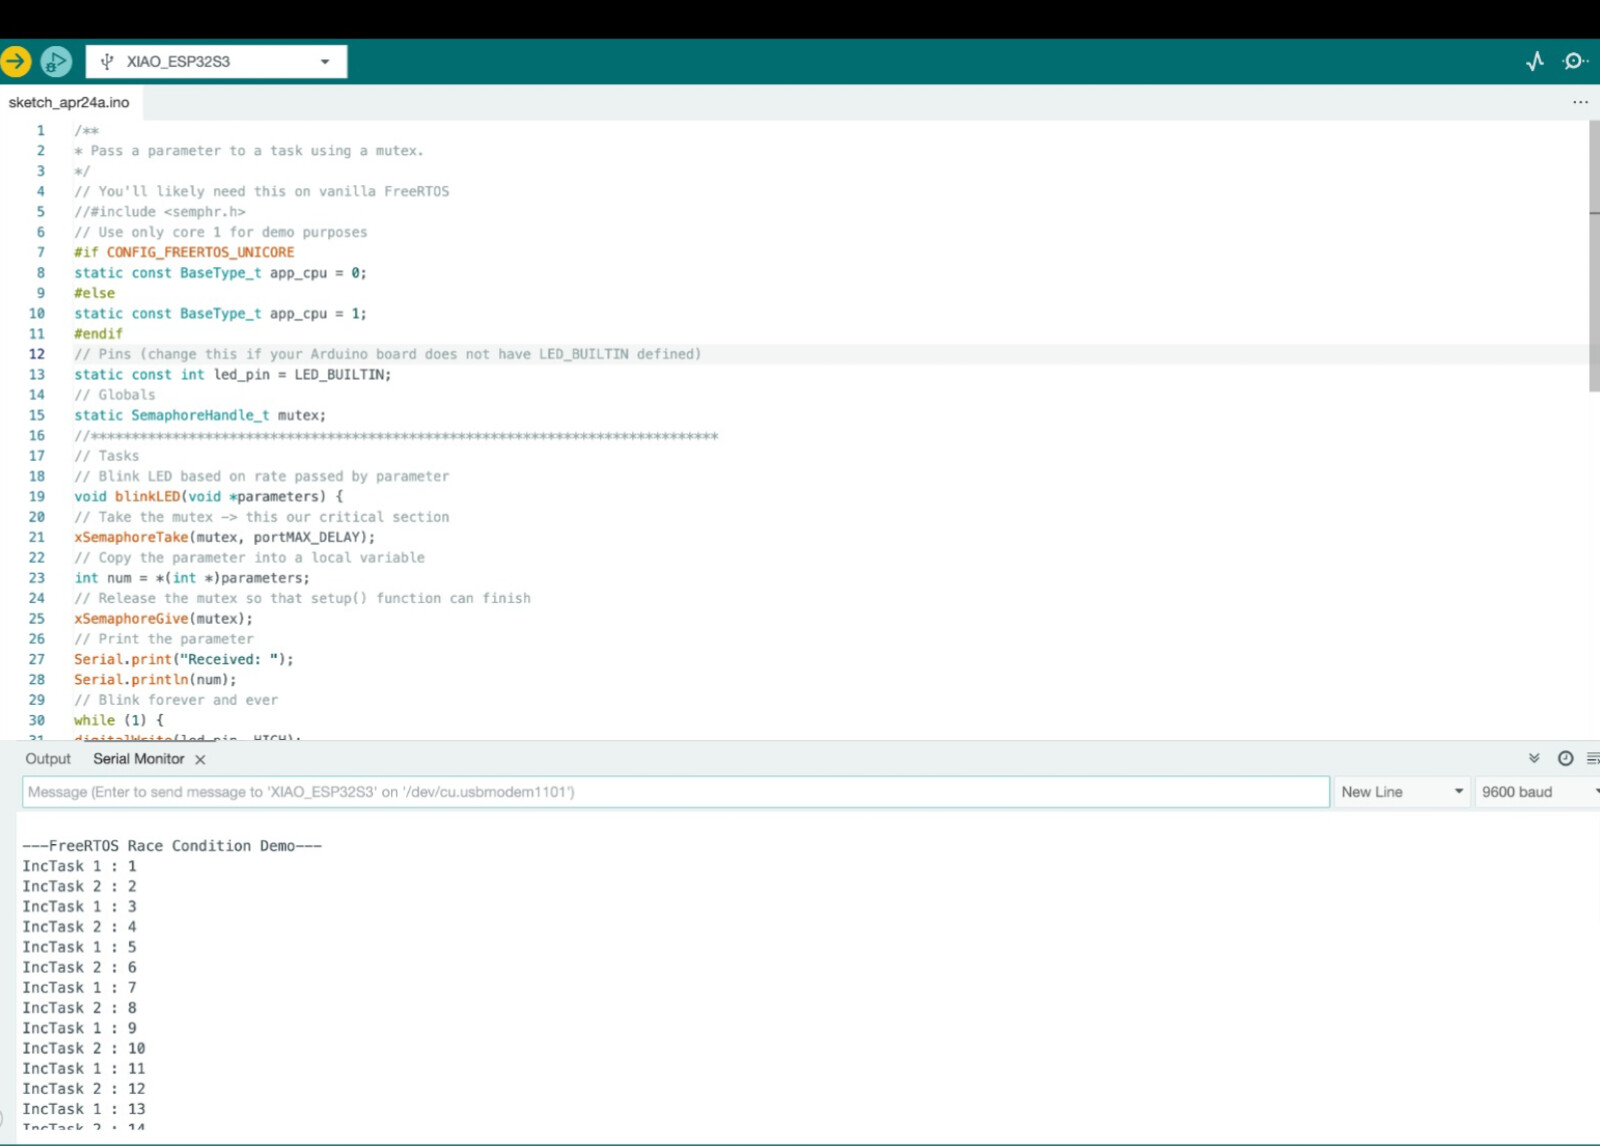 XIAO_ESP32S3
sketch_apr24a.ino
1 /**
2 * Pass a parameter to a task using a mutex.
3 */
4 // You'll likely need this on vanilla FreeRTOS
5 //#include <semphr.h>
6 // Use only core 1 for demo purposes
7 #if CONFIG_FREERTOS_UNICORE
8 static const BaseType_t app_cpu = 0;
9 #else
10 static const BaseType_t app_cpu = 1;
11 #endif
12 // Pins (change this if your Arduino board does not have LED_BUILTIN defined)
13 static const int led_pin = LED_BUILTIN;
14 // Globals
15 static SemaphoreHandle_t mutex;
16 //*****************************************************************************
17 // Tasks
18 // Blink LED based on rate passed by parameter
19 void blinkLED(void *parameters) {
20 // Take the mutex -> this our critical section
21 xSemaphoreTake(mutex, portMAX_DELAY);
22 // Copy the parameter into a local variable
23 int num = *(int *)parameters;
24 // Release the mutex so that setup() function can finish
25 xSemaphoreGive(mutex);
26 // Print the parameter
27 Serial.print("Received: ");
28 Serial.println(num);
29 // Blink forever and ever
30 while (1) {
31 digitalWrite(led_pin, HIGH);
Output Serial Monitor
Message (Enter to send message to 'XIAO_ESP32S3' on '/dev/cu.usbmodem1101') New Line 9600 baud
---FreeRTOS Race Condition Demo---
IncTask 1 : 1
IncTask 2 : 2
IncTask 1 : 3
IncTask 2 : 4
IncTask 1 : 5
IncTask 2 : 6
IncTask 1 : 7
IncTask 2 : 8
IncTask 1 : 9
IncTask 2 : 10
IncTask 1 : 11
IncTask 2 : 12
IncTask 1 : 13
IncTask 2 : 14